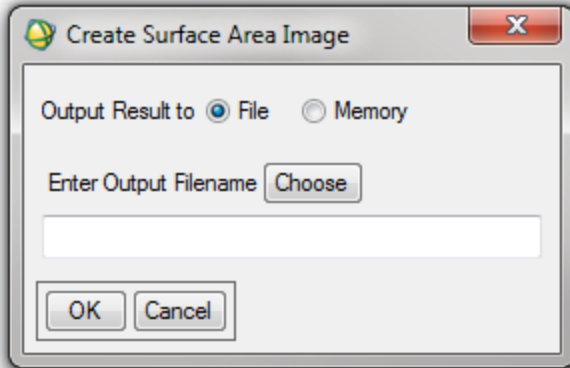 Create Surface Area Image
Output Result to File Memory
Enter Output Filename Choose
OK Cancel